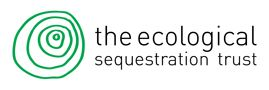 the ecological
sequestration trust